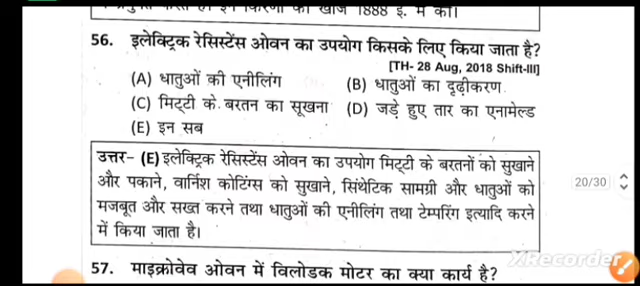 1888 ई. में की।
56. इलेक्ट्रिक रेसिस्टेंस ओवन का उपयोग किसके लिए किया जाता है?
[TH- 28 Aug, 2018 Shift-III]
(A) धातुओं की एनीलिंग (B) धातुओं का दृढ़ीकरण
(C) मिट्टी के बरतन का सूखना (D) जड़े हुए तार का एनामेल्ड
(E) इन सब
उत्तर– (E) इलेक्ट्रिक रेसिस्टेंस ओवन का उपयोग मिट्टी के बरतनों को सुखाने
और पकाने, वार्निश कोटिंग्स को सुखाने, सिंथेटिक सामग्री और धातुओं को
मजबूत और सख्त करने तथा धातुओं की एनीलिंग तथा टेम्परिंग इत्यादि करने
में किया जाता है।
20/30
XRecorder
57. माइक्रोवेव ओवन में विलोडक मोटर का क्या कार्य है?